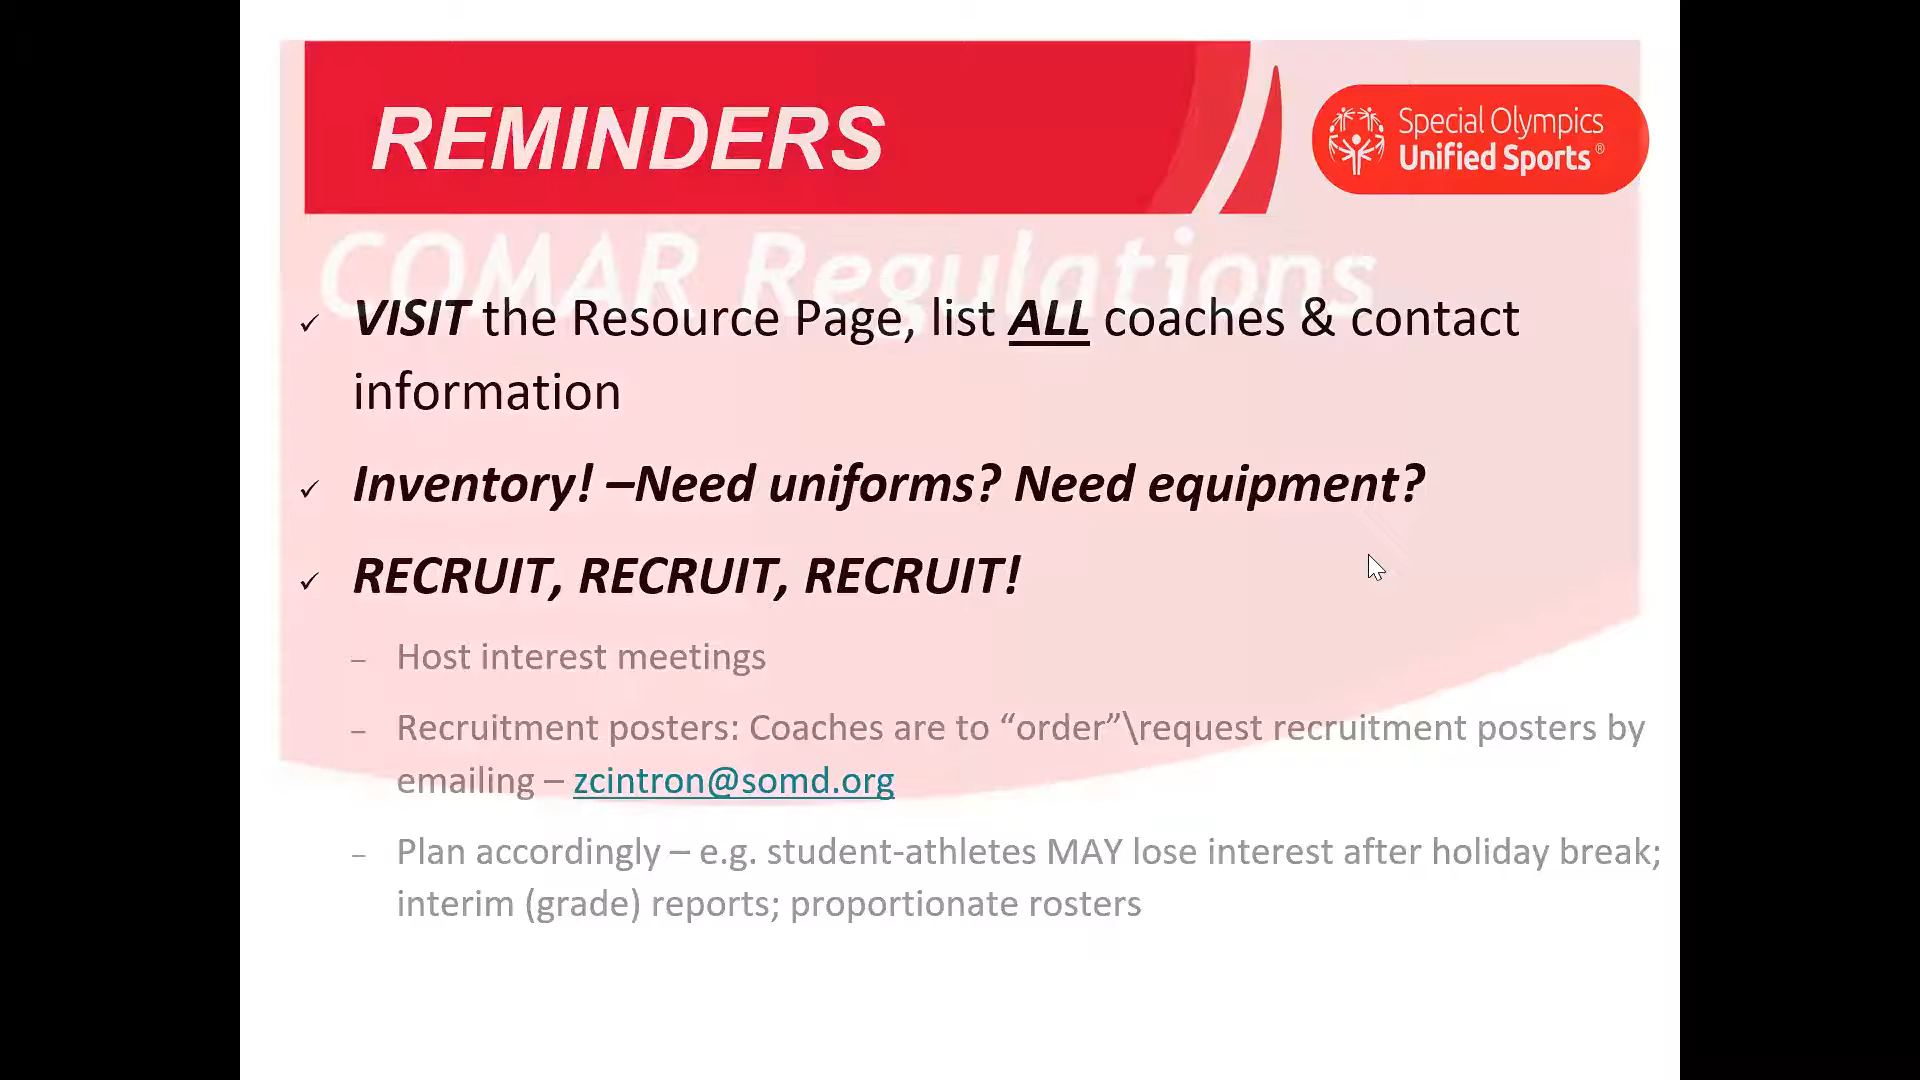 REMINDERS
Special Olympics
Unified Sports®
COMAR Regulations
✓ VISIT the Resource Page, list ALL coaches & contact
information
✓ Inventory! –Need uniforms? Need equipment?
✓ RECRUIT, RECRUIT, RECRUIT!
– Host interest meetings
– Recruitment posters: Coaches are to “order”\request recruitment posters by
emailing – zcintron@somd.org
– Plan accordingly – e.g. student-athletes MAY lose interest after holiday break;
interim (grade) reports; proportionate rosters